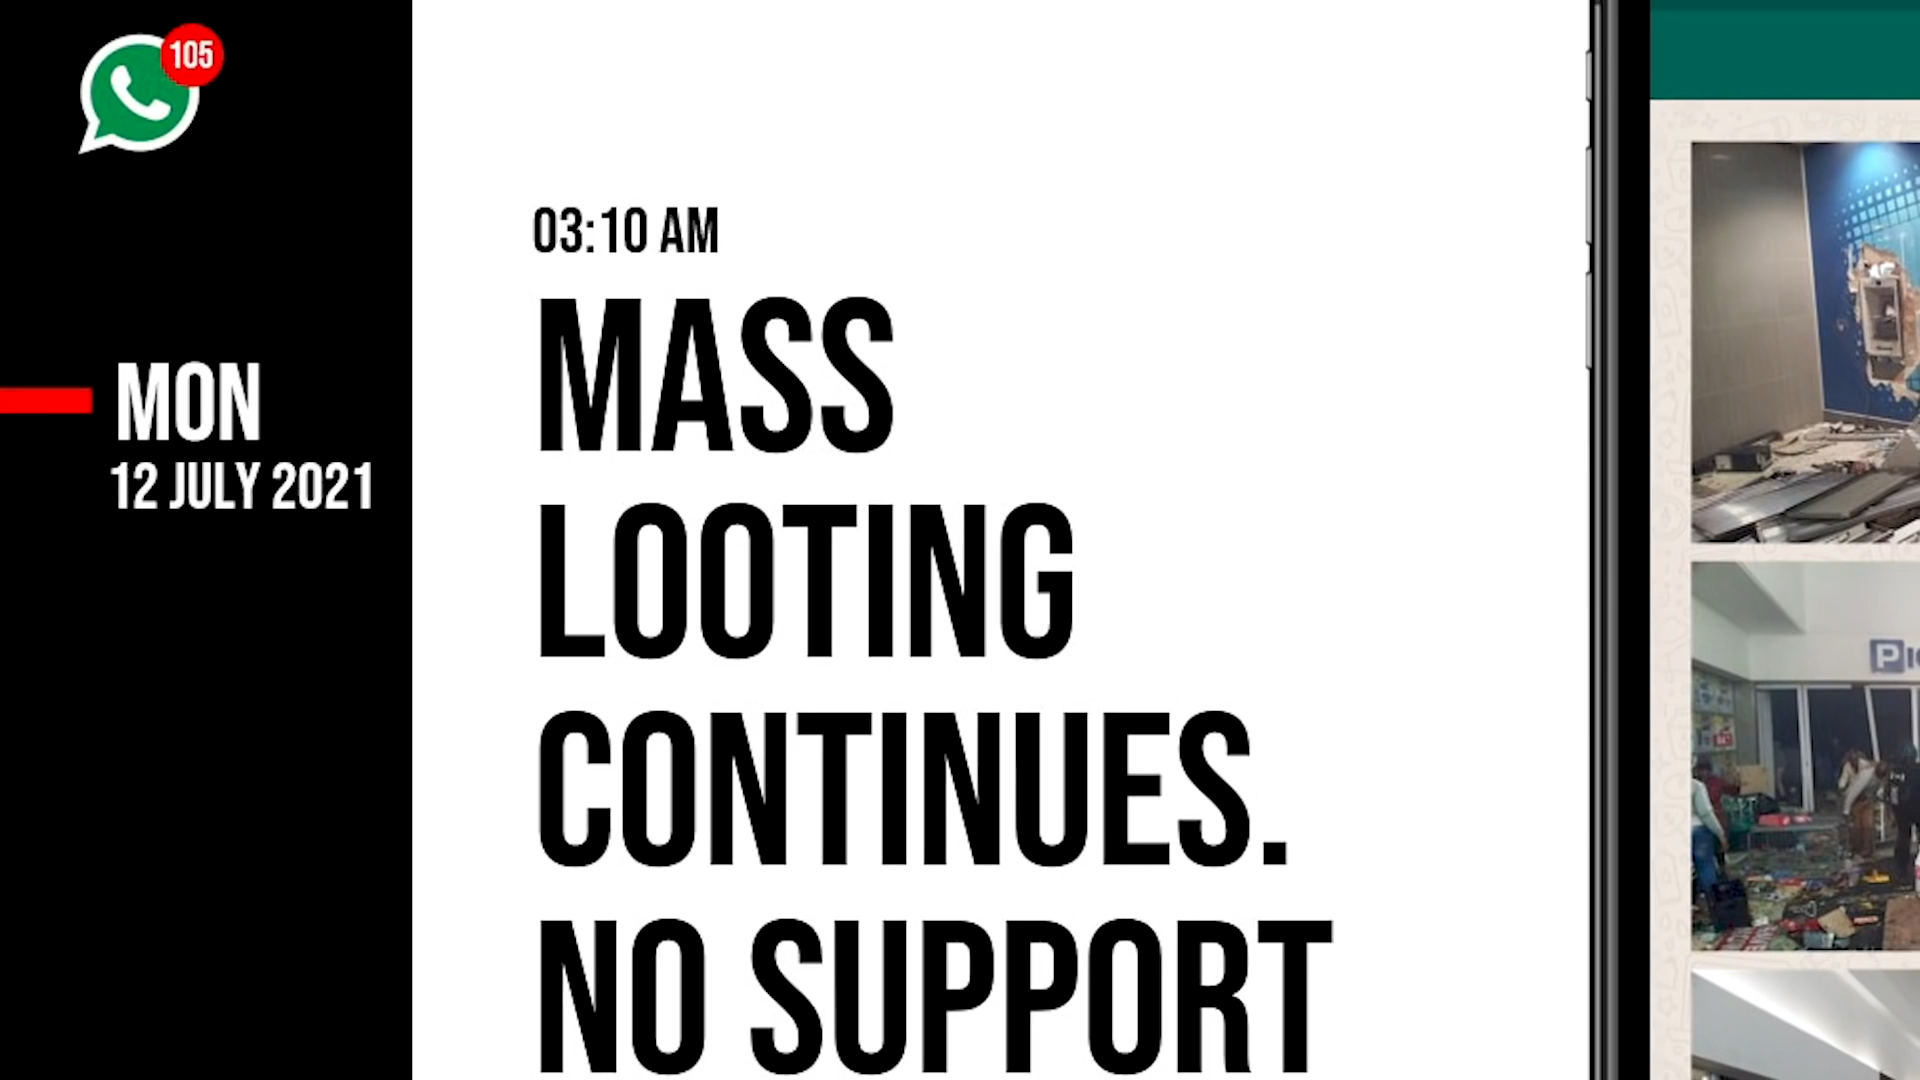 105
MON
12 JULY 2021
03:10 AM
MASS
LOOTING
CONTINUES.
NO SUPPORT